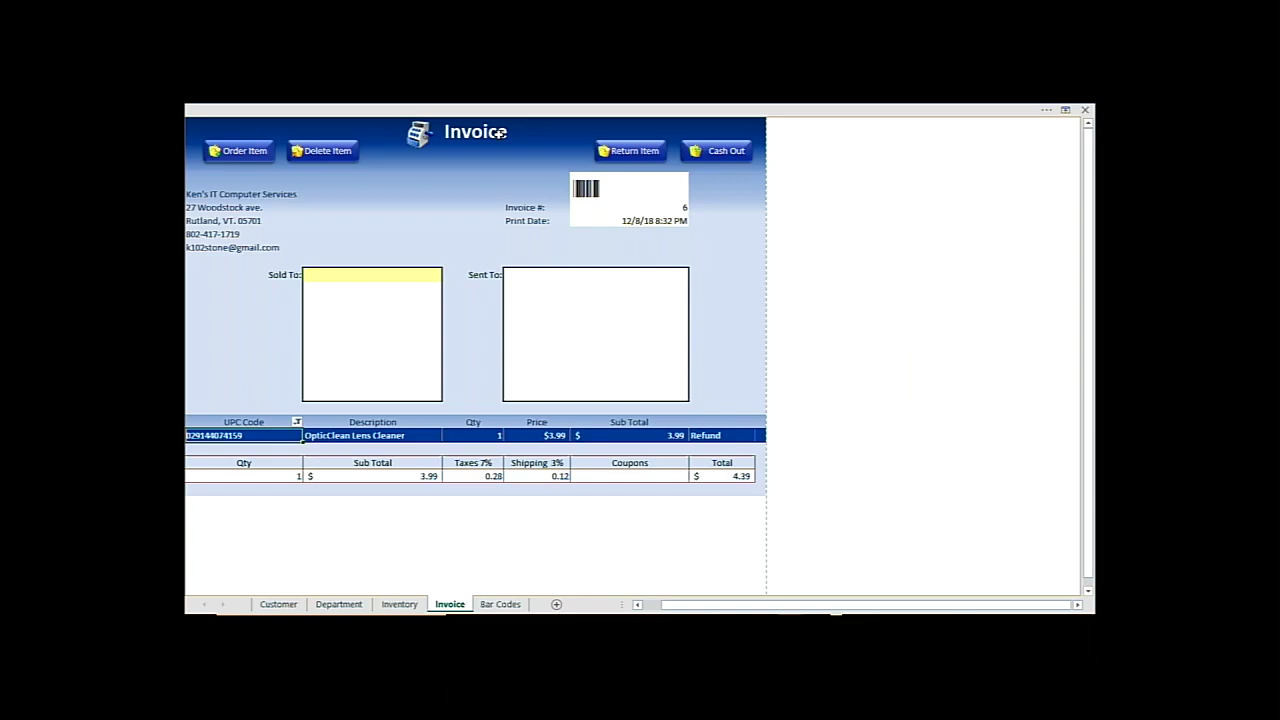 Invoice
Order Item
Delete Item
Return Item
Cash Out
Ken's IT Computer Services
27 Woodstock ave.
Rutland, VT. 05701
802-417-1719
k102stone@gmail.com
Invoice #: 6
Print Date: 12/8/18 8:32 PM
Sold To:
Sent To:
UPC Code Description Qty Price Sub Total
029144074159 OpticClean Lens Cleaner 1 $3.99 $ 3.99 Refund
Qty Sub Total Taxes 7% Shipping 3% Coupons Total
1 $ 3.99 0.28 0.12 $ 4.39
Customer Department Inventory Invoice Bar Codes